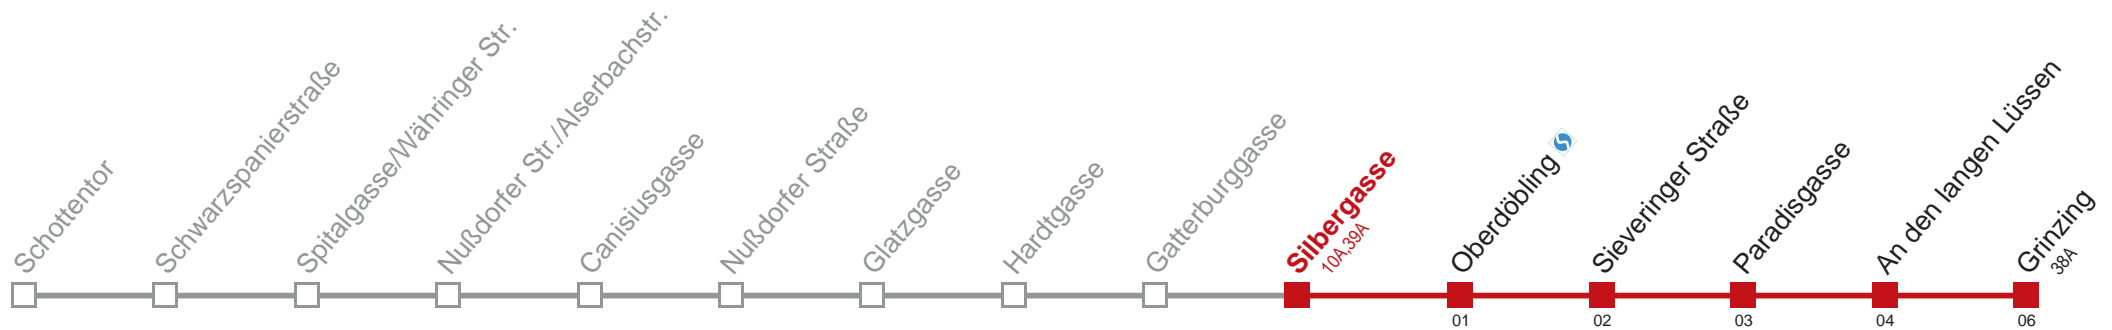 Schottentor
Schwarzspanierstraße
Spitalgasse/Währinger Str.
Nußdorfer Str./Alserbachstr.
Canisiusgasse
Nußdorfer Straße
Glatzgasse
Hardtgasse
Gatterburggasse
Silbergasse
10A,39A
Oberdöbling
Sieveringer Straße
Paradisgasse
An den langen Lüssen
Grinzing
38A
01
02
03
04
06